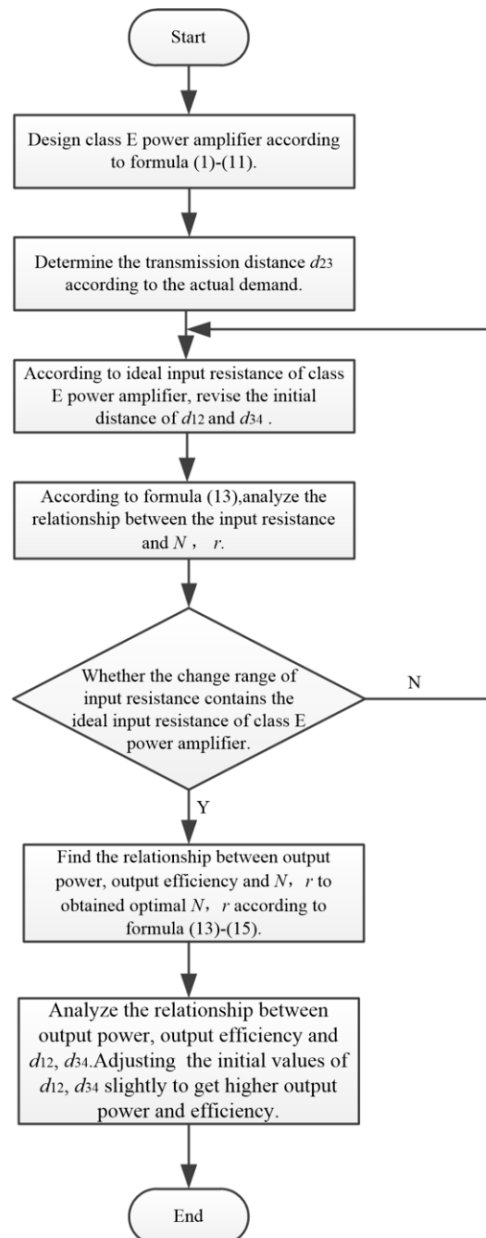 Start
Design class E power amplifier according
to formula (1)-(11).
Determine the transmission distance d23
according to the actual demand.
According to ideal input resistance of class
E power amplifier, revise the initial
distance of d12 and d34 .
According to formula (13),analyze the
relationship between the input resistance
and N ,  r.
Whether the change range of
input resistance contains the
ideal input resistance of class E
power amplifier.
N
Y
Find the relationship between output
power, output efficiency and N,  r to
obtained optimal N,  r according to
formula (13)-(15).
Analyze the relationship between
output power, output efficiency and
d12, d34.Adjusting  the initial values of
d12, d34 slightly to get higher output
power and efficiency.
End